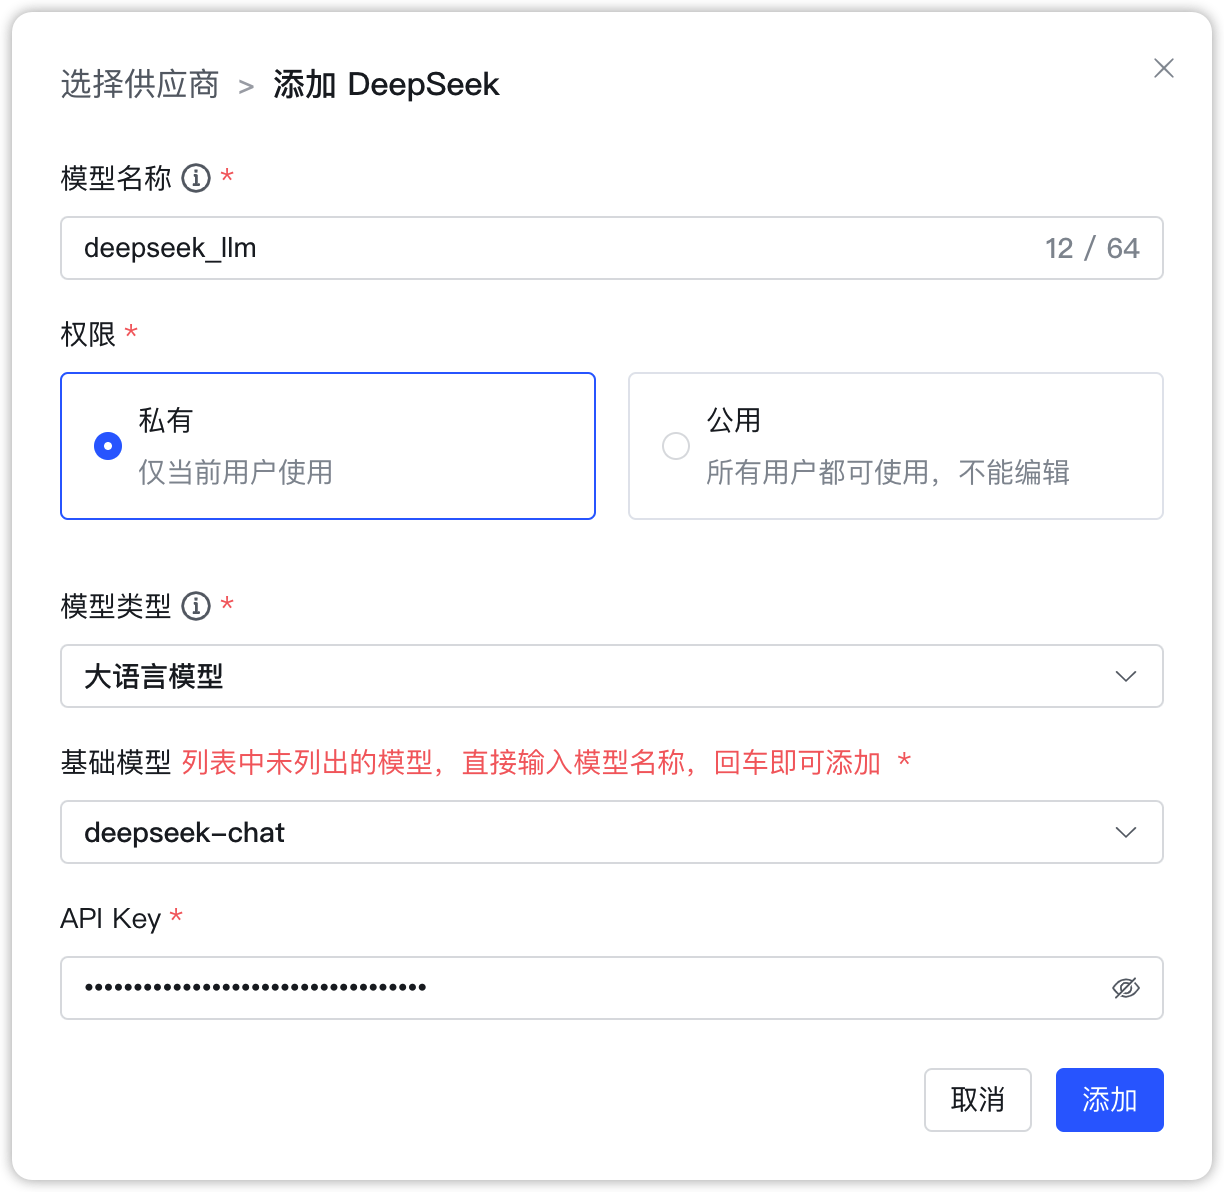 选择供应商 > 添加 DeepSeek
模型名称 *
deepseek_llm 12 / 64
权限 *
私有
仅当前用户使用
公用
所有用户都可使用，不能编辑
模型类型 *
大语言模型
基础模型 列表中未列出的模型，直接输入模型名称，回车即可添加 *
deepseek-chat
API Key *
•••••••••••••••••••••••••••••••••••
取消 添加